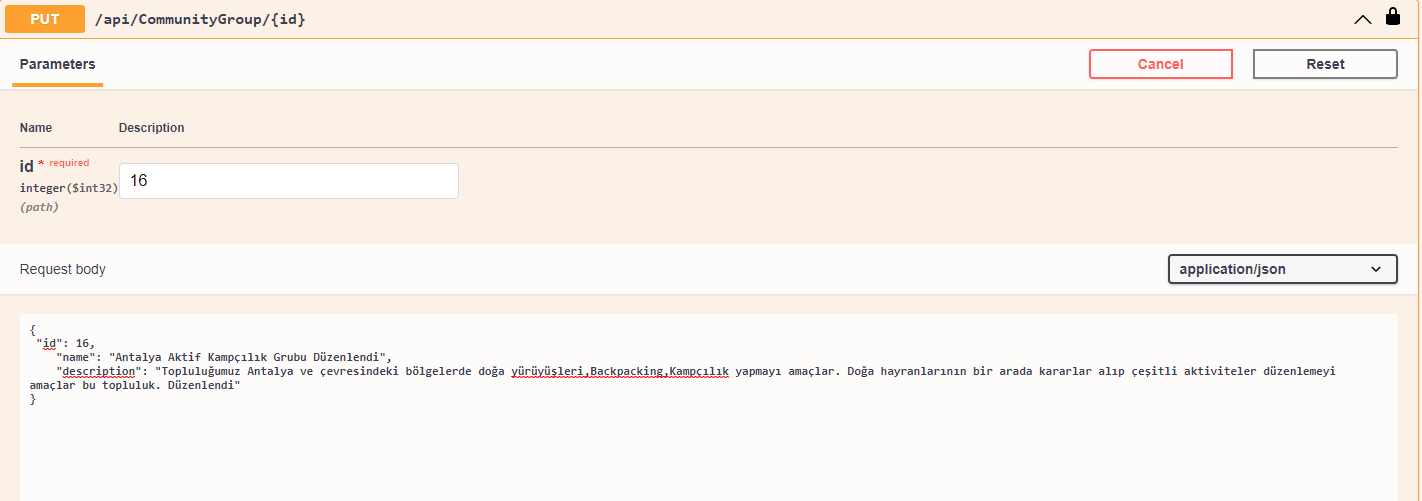 PUT /api/CommunityGroup/{id}
Parameters Cancel Reset
Name Description
id * required
integer($int32)
(path)
16
Request body application/json
{
"id": 16,
"name": "Antalya Aktif Kampçılık Grubu Düzenlendi",
"description": "Topluluğumuz Antalya ve çevresindeki bölgelerde doğa yürüyüşleri,Backpacking,Kampçılık yapmayı amaçlar. Doğa hayranlarının bir arada kararlar alıp çeşitli aktiviteler düzenlemeyi
amaçlar bu topluluk. Düzenlendi"
}